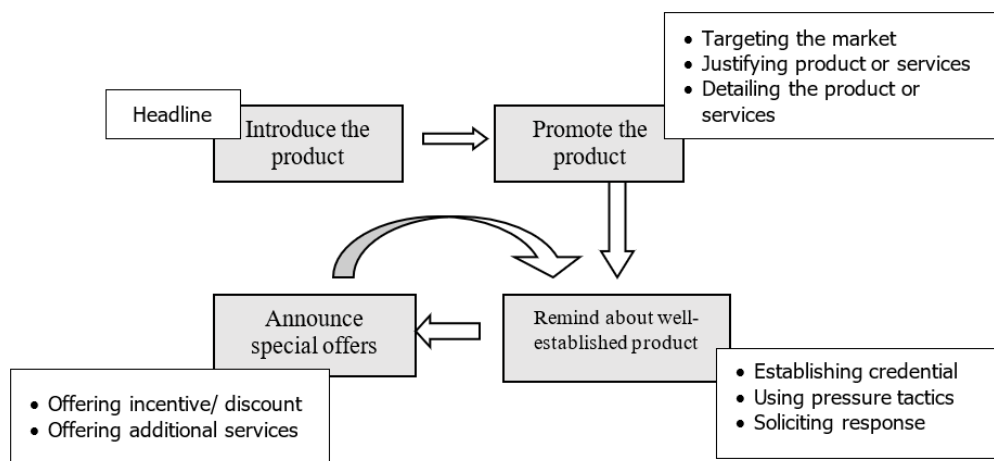 Headline
Introduce the
product
Promote the
product
• Targeting the market
• Justifying product or services
• Detailing the product or
services
Announce
special offers
Remind about well-
established product
• Offering incentive/ discount
• Offering additional services
• Establishing credential
• Using pressure tactics
• Soliciting response